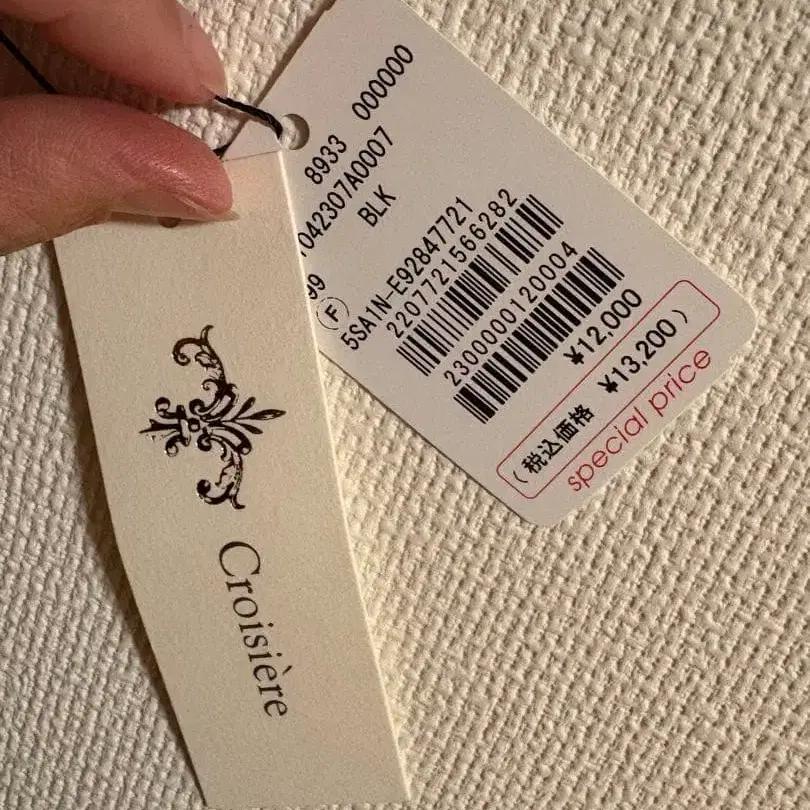 8933 000000
042307A0007
BLK
99
F
5SA1N-E92847721
2207721566282
2300000120004
¥12,000
(税込価格 ¥13,200)
special price
Croisière